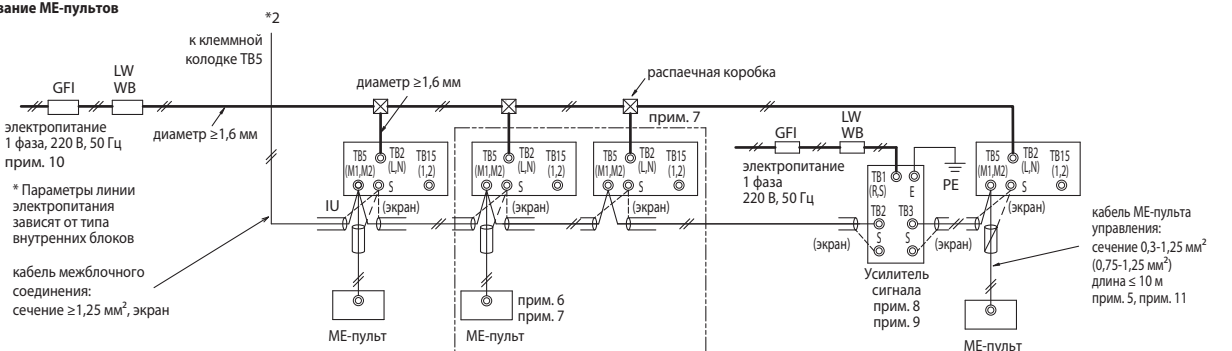 вание МЕ-пультов
*2
к клеммной
колодке TB5
GFI
LW
WB
диаметр ≥1,6 мм
распаечная коробка
прим. 7
электропитание
1 фаза, 220 В, 50 Гц
прим. 10
диаметр ≥1,6 мм
* Параметры линии
электропитания
зависят от типа
внутренних блоков
кабель межблочного
соединения:
сечение ≥1,25 мм², экран
IU
TB5
(M1,M2)
TB2
(L,N)
TB15
(1,2)
S
(экран)
TB5
(M1,M2)
TB2
(L,N)
TB15
(1,2)
S
(экран)
TB5
(M1,M2)
TB2
(L,N)
TB15
(1,2)
S
(экран)
GFI
LW
WB
электропитание
1 фаза
220 В, 50 Гц
TB1
(R,S)
E
PE
TB2
TB3
S
S
(экран)
(экран)
Усилитель
сигнала
прим. 8
прим. 9
TB5
(M1,M2)
TB2
(L,N)
TB15
(1,2)
S
(экран)
кабель МЕ-пульта
управления:
сечение 0,3-1,25 мм²
(0,75-1,25 мм²)
длина ≤ 10 м
прим. 5, прим. 11
МЕ-пульт
прим. 6
прим. 7
МЕ-пульт
МЕ-пульт